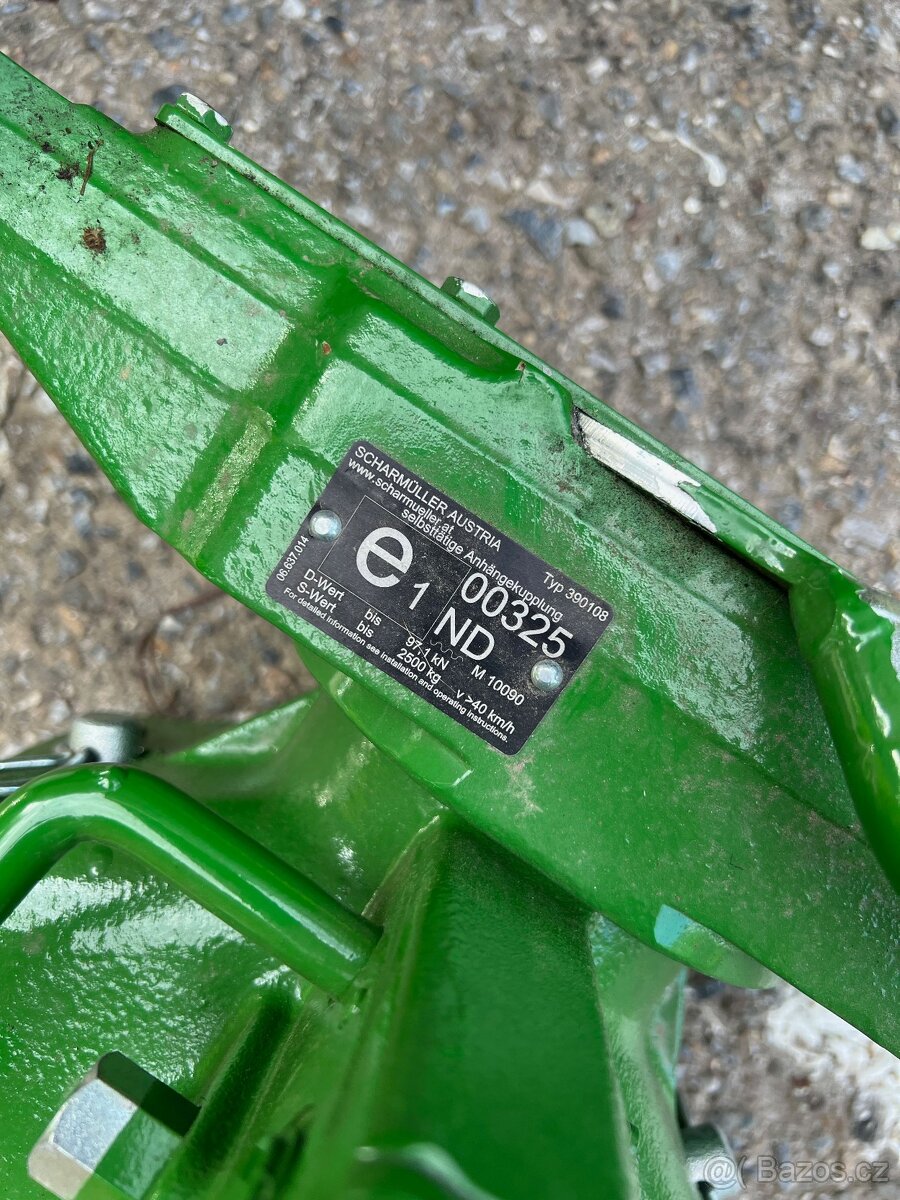 SCHARMÜLLER AUSTRIA
www.scharmueller.at
selbsttätige Anhängekupplung
Typ 390108
06.637.014
e1
00325
ND
D-Wert bis 97.1 kN M 10090
S-Wert bis 2500 kg v >40 km/h
For detailed information see installation and operating instructions.
@( Bazos.cz